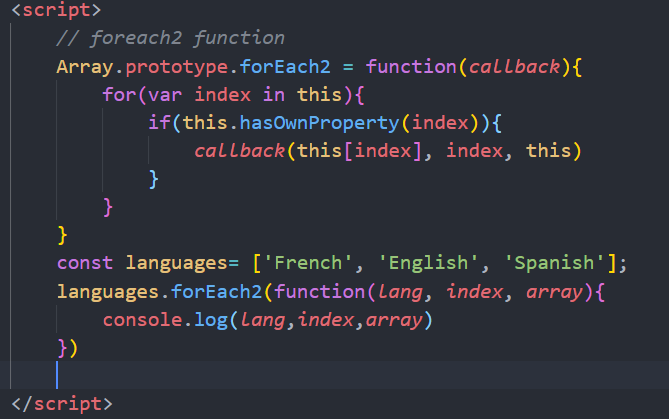 <script>
// foreach2 function
Array.prototype.forEach2 = function(callback){
for(var index in this){
if(this.hasOwnProperty(index)){
callback(this[index], index, this)
}
}
}
const languages= ['French', 'English', 'Spanish'];
languages.forEach2(function(lang, index, array){
console.log(lang,index,array)
})
</script>